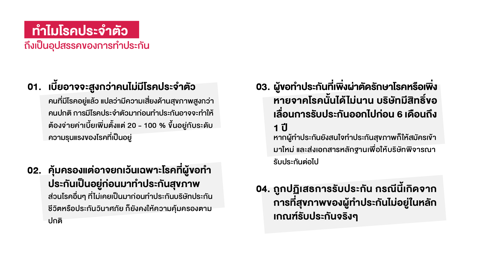 ทำไมโรคประจำตัว
ถึงเป็นอุปสรรคของการทำประกัน
01. เบี้ยอาจจะสูงกว่าคนไม่มีโรคประจำตัว
คนที่มีโรคอยู่แล้ว แปลว่ามีความเสี่ยงด้านสุขภาพสูงกว่า
คนปกติ การมีโรคประจำตัวมาก่อนทำประกันอาจจะทำให้
ต้องจ่ายค่าเบี้ยเพิ่มตั้งแต่ 20 - 100 % ขึ้นอยู่กับระดับ
ความรุนแรงของโรคที่เป็นอยู่
02. คุ้มครองแต่อาจยกเว้นเฉพาะโรคที่ผู้ขอทำ
ประกันเป็นอยู่ก่อนมาทำประกันสุขภาพ
ส่วนโรคอื่นๆ ที่ไม่เคยเป็นมาก่อนทำประกันบริษัทประกัน
ชีวิตหรือประกันวินาศภัย ก็ยังคงให้ความคุ้มครองตาม
ปกติ
03. ผู้ขอทำประกันที่เพิ่งผ่าตัดรักษาโรคหรือเพิ่ง
หายจากโรคนั้นได้ไม่นาน บริษัทมีสิทธิ์ขอ
เลื่อนการรับประกันออกไปก่อน 6 เดือนถึง
1 ปี
หากผู้ทำประกันยังสนใจทำประกันสุขภาพก็ให้สมัครเข้า
มาใหม่ และส่งเอกสารหลักฐานเพื่อให้บริษัทพิจารณา
รับประกันต่อไป
04. ถูกปฏิเสธการรับประกัน กรณีนี้เกิดจาก
การที่สุขภาพของผู้ทำประกันไม่อยู่ในหลัก
เกณฑ์รับประกันจริงๆ